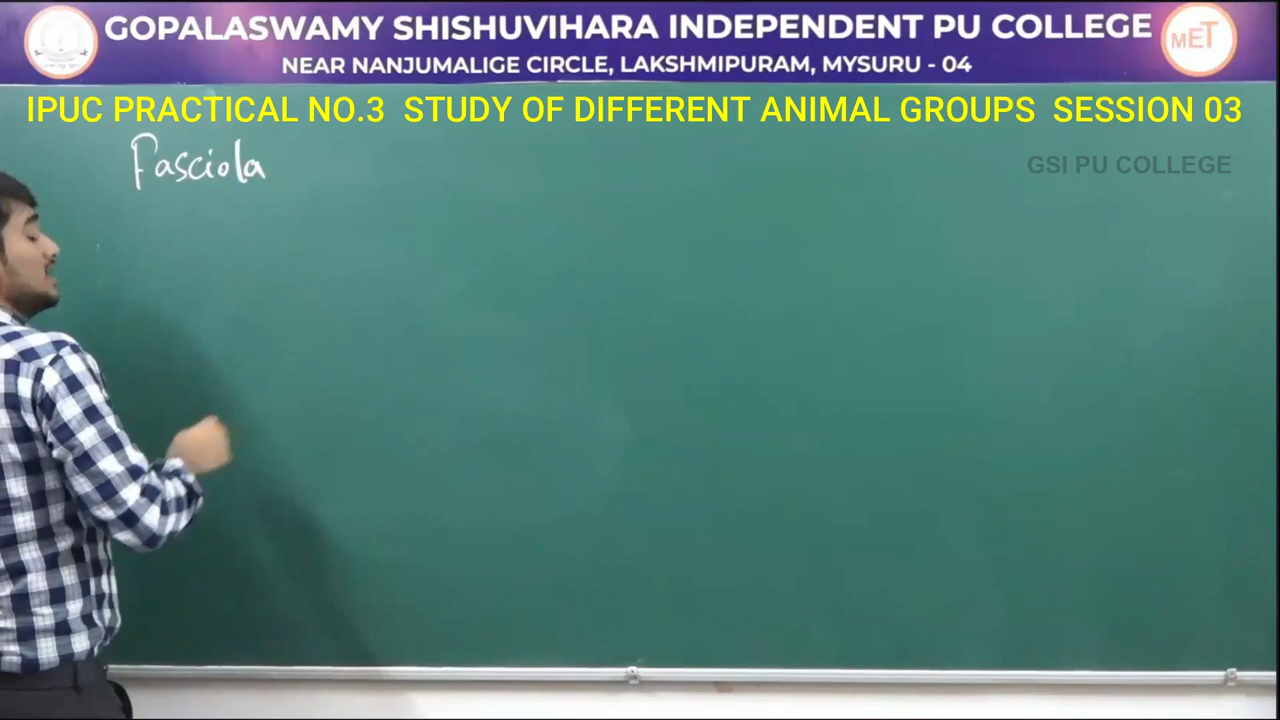 GOPALASWAMY SHISHUVIHARA INDEPENDENT PU COLLEGE
MET
NEAR NANJUMALIGE CIRCLE, LAKSHMIPURAM, MYSURU - 04
IPUC PRACTICAL NO.3 STUDY OF DIFFERENT ANIMAL GROUPS SESSION 03
Fasciola
GSI PU COLLEGE